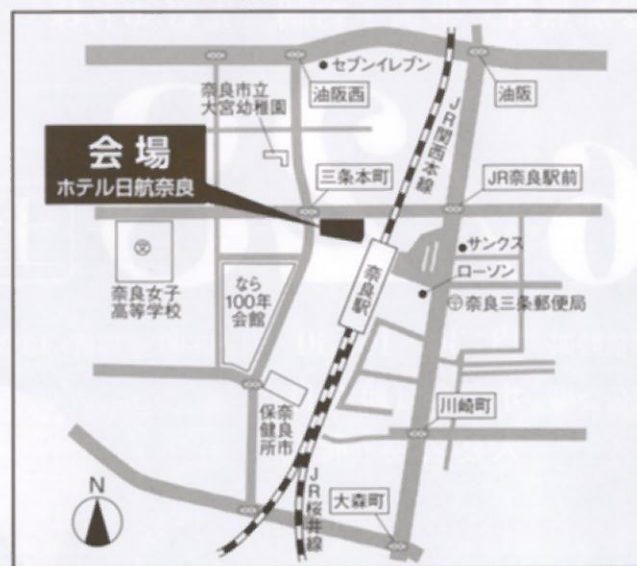 セブンイレブン
油阪西
油阪
奈良市立
大宮幼稚園
JR関西本線
会場
ホテル日航奈良
三条本町
JR奈良駅前
サンクス
ローソン
奈良駅
奈良三条郵便局
奈良女子
高等学校
なら
100年
会館
奈良市
保健所
川崎町
JR桜井線
大森町
N